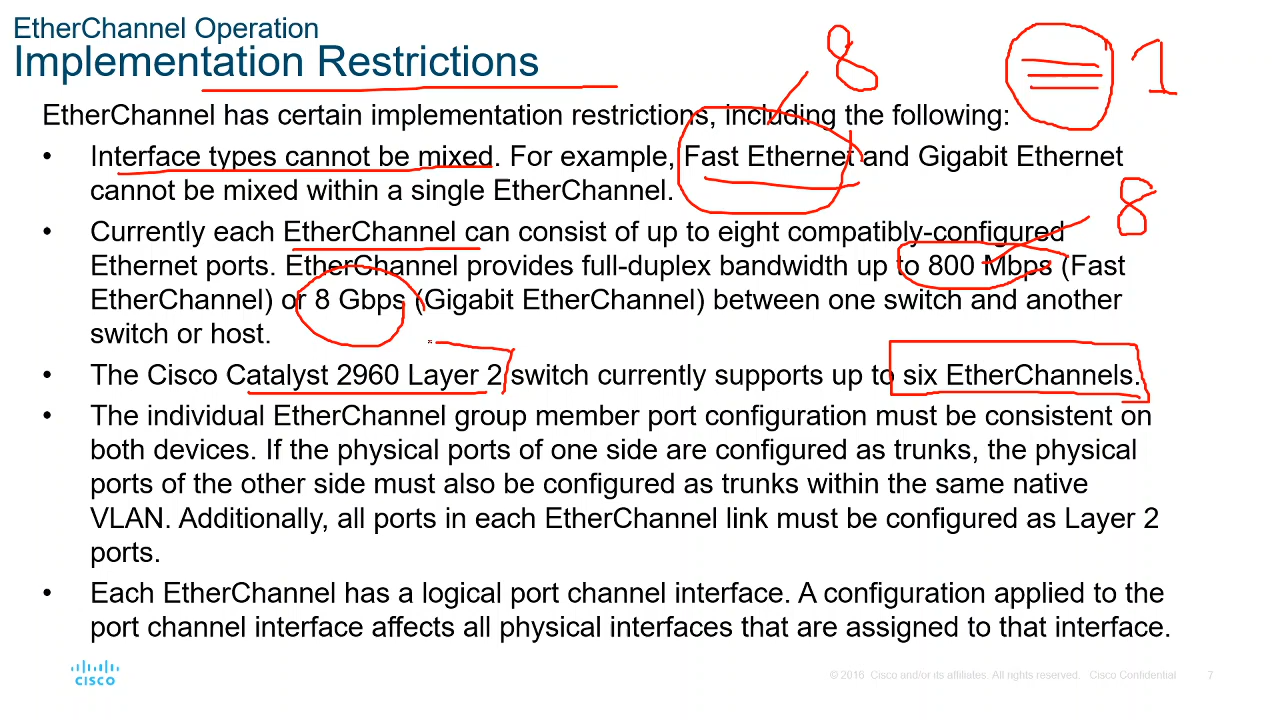 EtherChannel Operation
Implementation Restrictions
8
1
EtherChannel has certain implementation restrictions, including the following:
• Interface types cannot be mixed. For example, Fast Ethernet and Gigabit Ethernet
cannot be mixed within a single EtherChannel.
8
• Currently each EtherChannel can consist of up to eight compatibly-configured
Ethernet ports. EtherChannel provides full-duplex bandwidth up to 800 Mbps (Fast
EtherChannel) or 8 Gbps (Gigabit EtherChannel) between one switch and another
switch or host.
• The Cisco Catalyst 2960 Layer 2 switch currently supports up to six EtherChannels.
• The individual EtherChannel group member port configuration must be consistent on
both devices. If the physical ports of one side are configured as trunks, the physical
ports of the other side must also be configured as trunks within the same native
VLAN. Additionally, all ports in each EtherChannel link must be configured as Layer 2
ports.
• Each EtherChannel has a logical port channel interface. A configuration applied to the
port channel interface affects all physical interfaces that are assigned to that interface.
CISCO
© 2016 Cisco and/or its affiliates. All rights reserved. Cisco Confidential 7